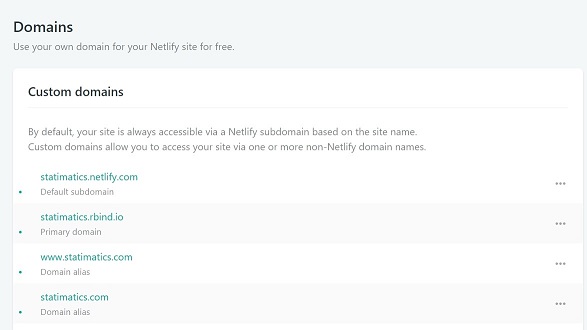 Domains
Use your own domain for your Netlify site for free.
Custom domains
By default, your site is always accessible via a Netlify subdomain based on the site name.
Custom domains allow you to access your site via one or more non-Netlify domain names.
statimatics.netlify.com
Default subdomain
statimatics.rbind.io
Primary domain
www.statimatics.com
Domain alias
statimatics.com
Domain alias